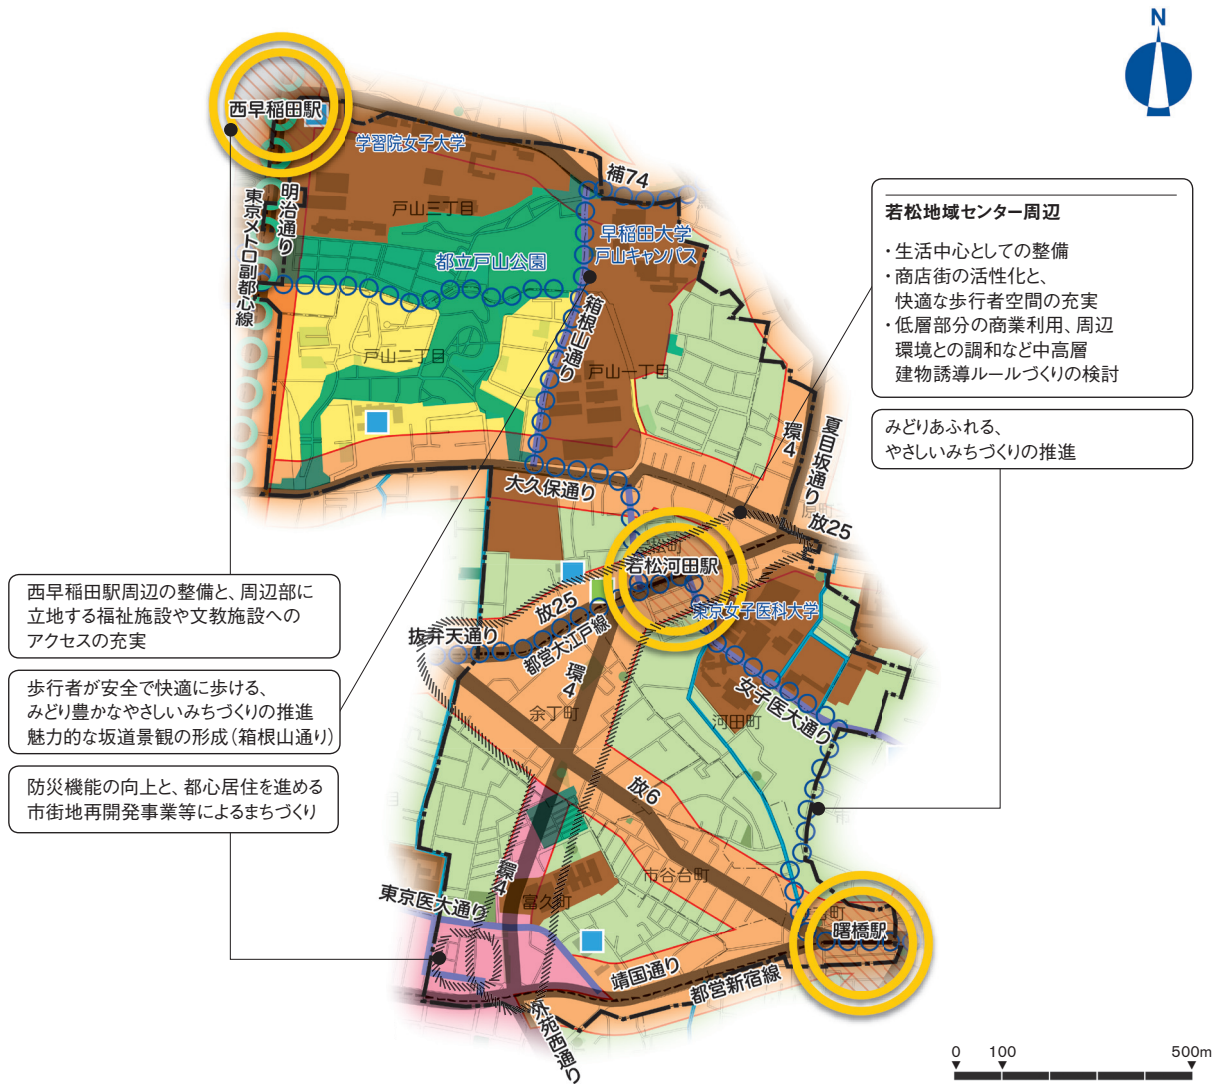 N
西早稲田駅
学習院女子大学
補74
明治通り
東京メトロ副都心線
戸山三丁目
早稲田大学
戸山キャンパス
都立戸山公園
箱根山通り
戸山二丁目
戸山一丁目
若松地域センター周辺
・生活中心としての整備
・商店街の活性化と、
快適な歩行者空間の充実
・低層部分の商業利用、周辺
環境との調和など中高層
建物誘導ルールづくりの検討
みどりあふれる、
やさしいみちづくりの推進
環4
夏目坂通り
大久保通り
原町
放25
若松河田駅
東京女子医科大学
放25
抜弁天通り
都営大江戸線
環4
西早稲田駅周辺の整備と、周辺部に
立地する福祉施設や文教施設への
アクセスの充実
歩行者が安全で快適に歩ける、
みどり豊かなやさしいみちづくりの推進
魅力的な坂道景観の形成（箱根山通り）
防災機能の向上と、都心居住を進める
市街地再開発事業等によるまちづくり
余丁町
河田町
女子医大通り
放6
環4
市谷台町
富久町
東京医大通り
曙橋駅
靖国通り
都営新宿線
外苑西通り
0 100 500m